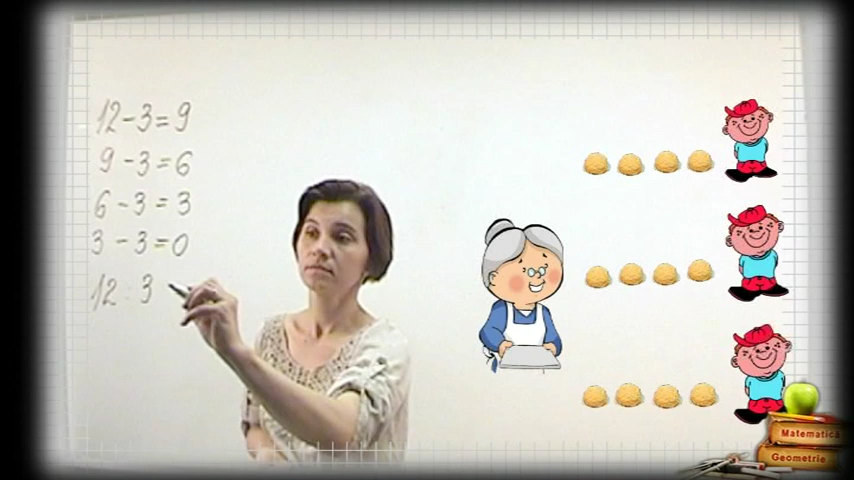 12-3=9
9-3=6
6-3=3
3-3=0
12:3
Matematică
Geometrie